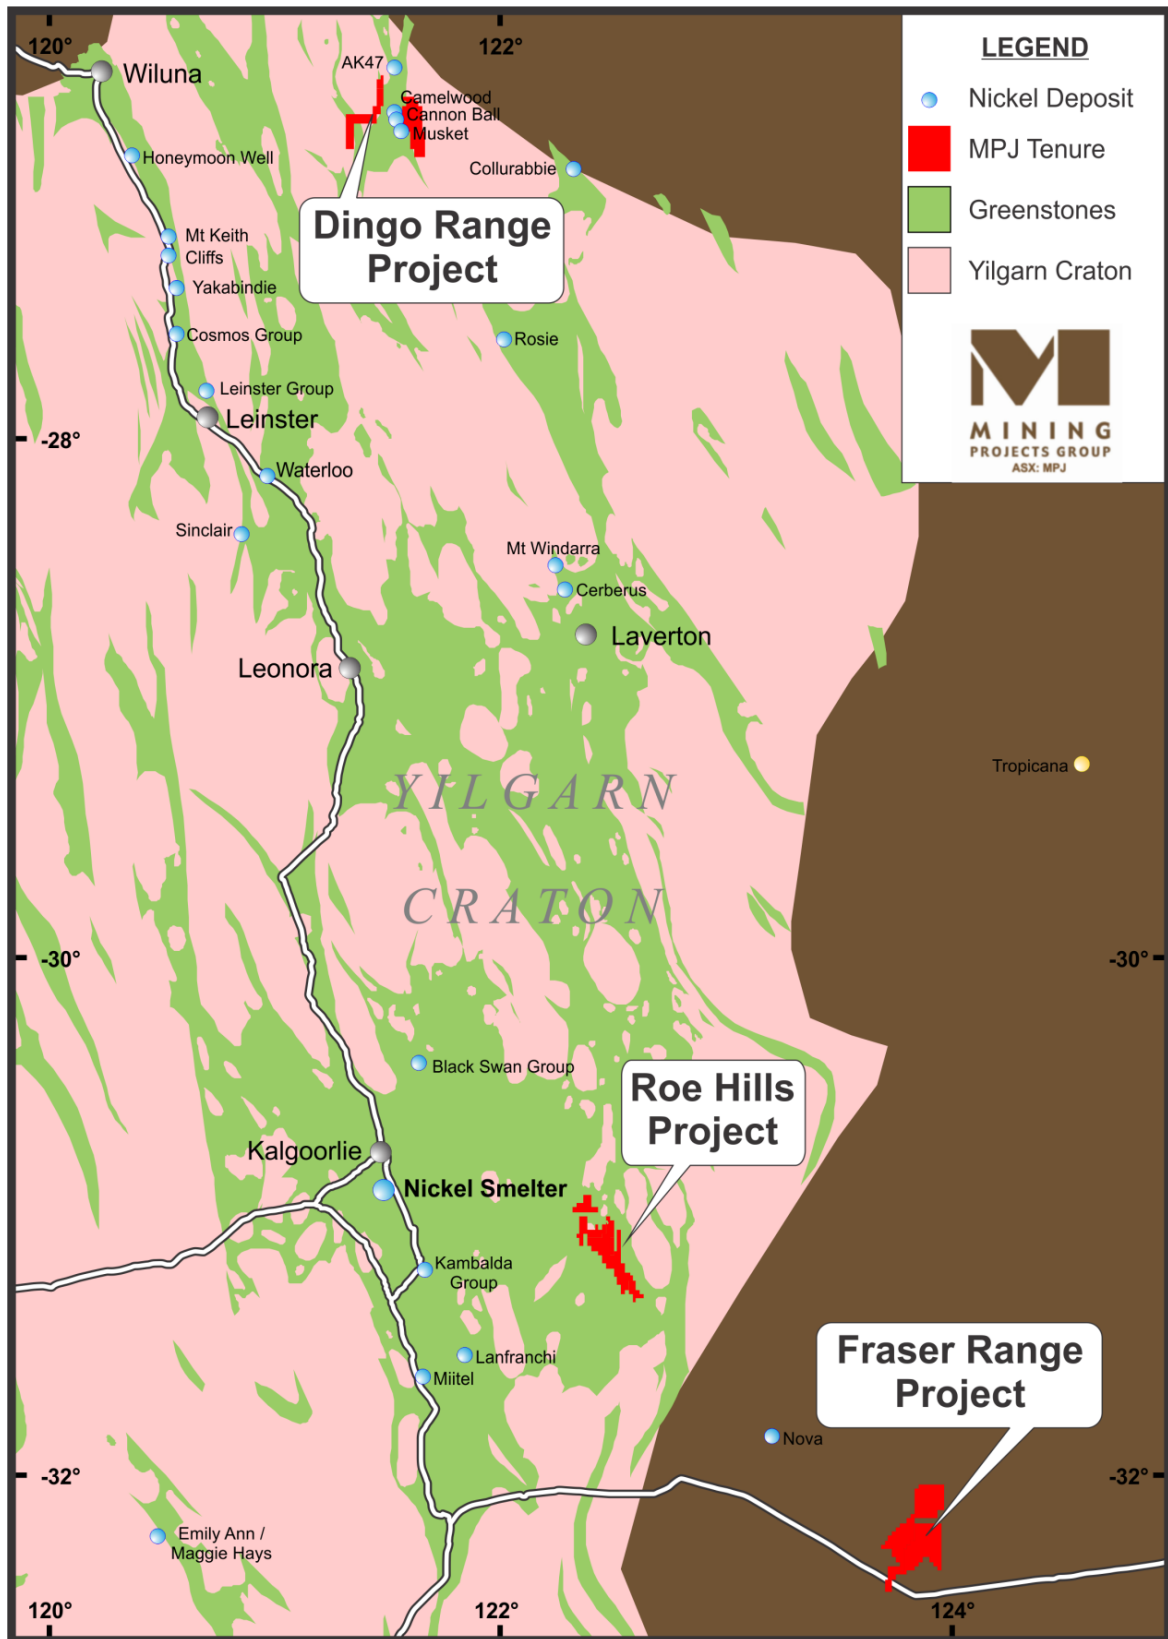 120°
122°
LEGEND
Nickel Deposit
MPJ Tenure
Greenstones
Yilgarn Craton
MINING
PROJECTS GROUP
ASX: MPJ
Wiluna
AK47
Camelwood
Cannon Ball
Musket
Honeymoon Well
Collurabbie
Dingo Range
Project
Mt Keith
Cliffs
Yakabindie
Cosmos Group
Rosie
Leinster Group
Leinster
-28°
Waterloo
Sinclair
Mt Windarra
Cerberus
Laverton
Leonora
Tropicana
YILGARN
CRATON
-30°
-30°
Black Swan Group
Roe Hills
Project
Kalgoorlie
Nickel Smelter
Kambalda
Group
Lanfranchi
Miitel
Fraser Range
Project
Nova
-32°
-32°
Emily Ann /
Maggie Hays
120°
122°
124°